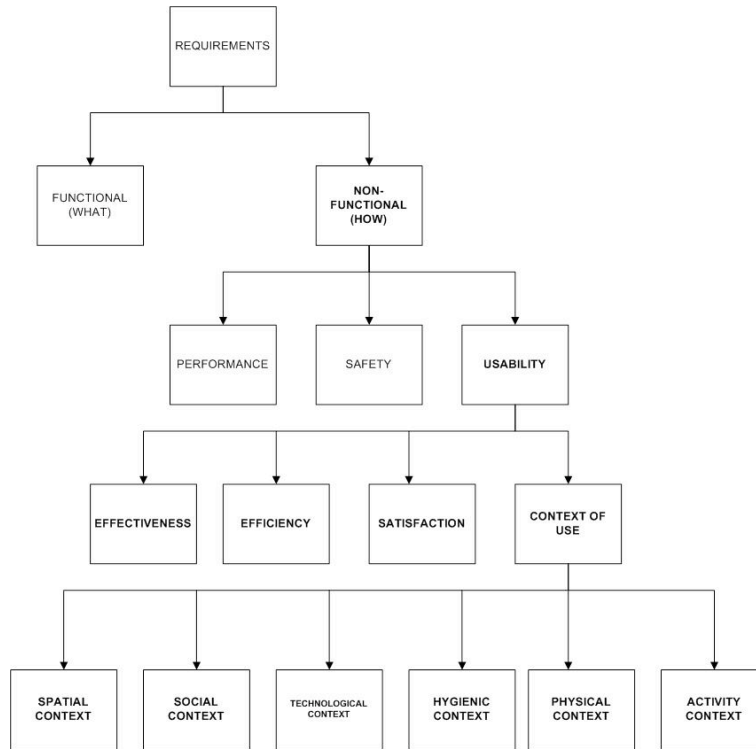 REQUIREMENTS
FUNCTIONAL
(WHAT)
NON-
FUNCTIONAL
(HOW)
PERFORMANCE
SAFETY
USABILITY
EFFECTIVENESS
EFFICIENCY
SATISFACTION
CONTEXT OF
USE
SPATIAL
CONTEXT
SOCIAL
CONTEXT
TECHNOLOGICAL
CONTEXT
HYGIENIC
CONTEXT
PHYSICAL
CONTEXT
ACTIVITY
CONTEXT